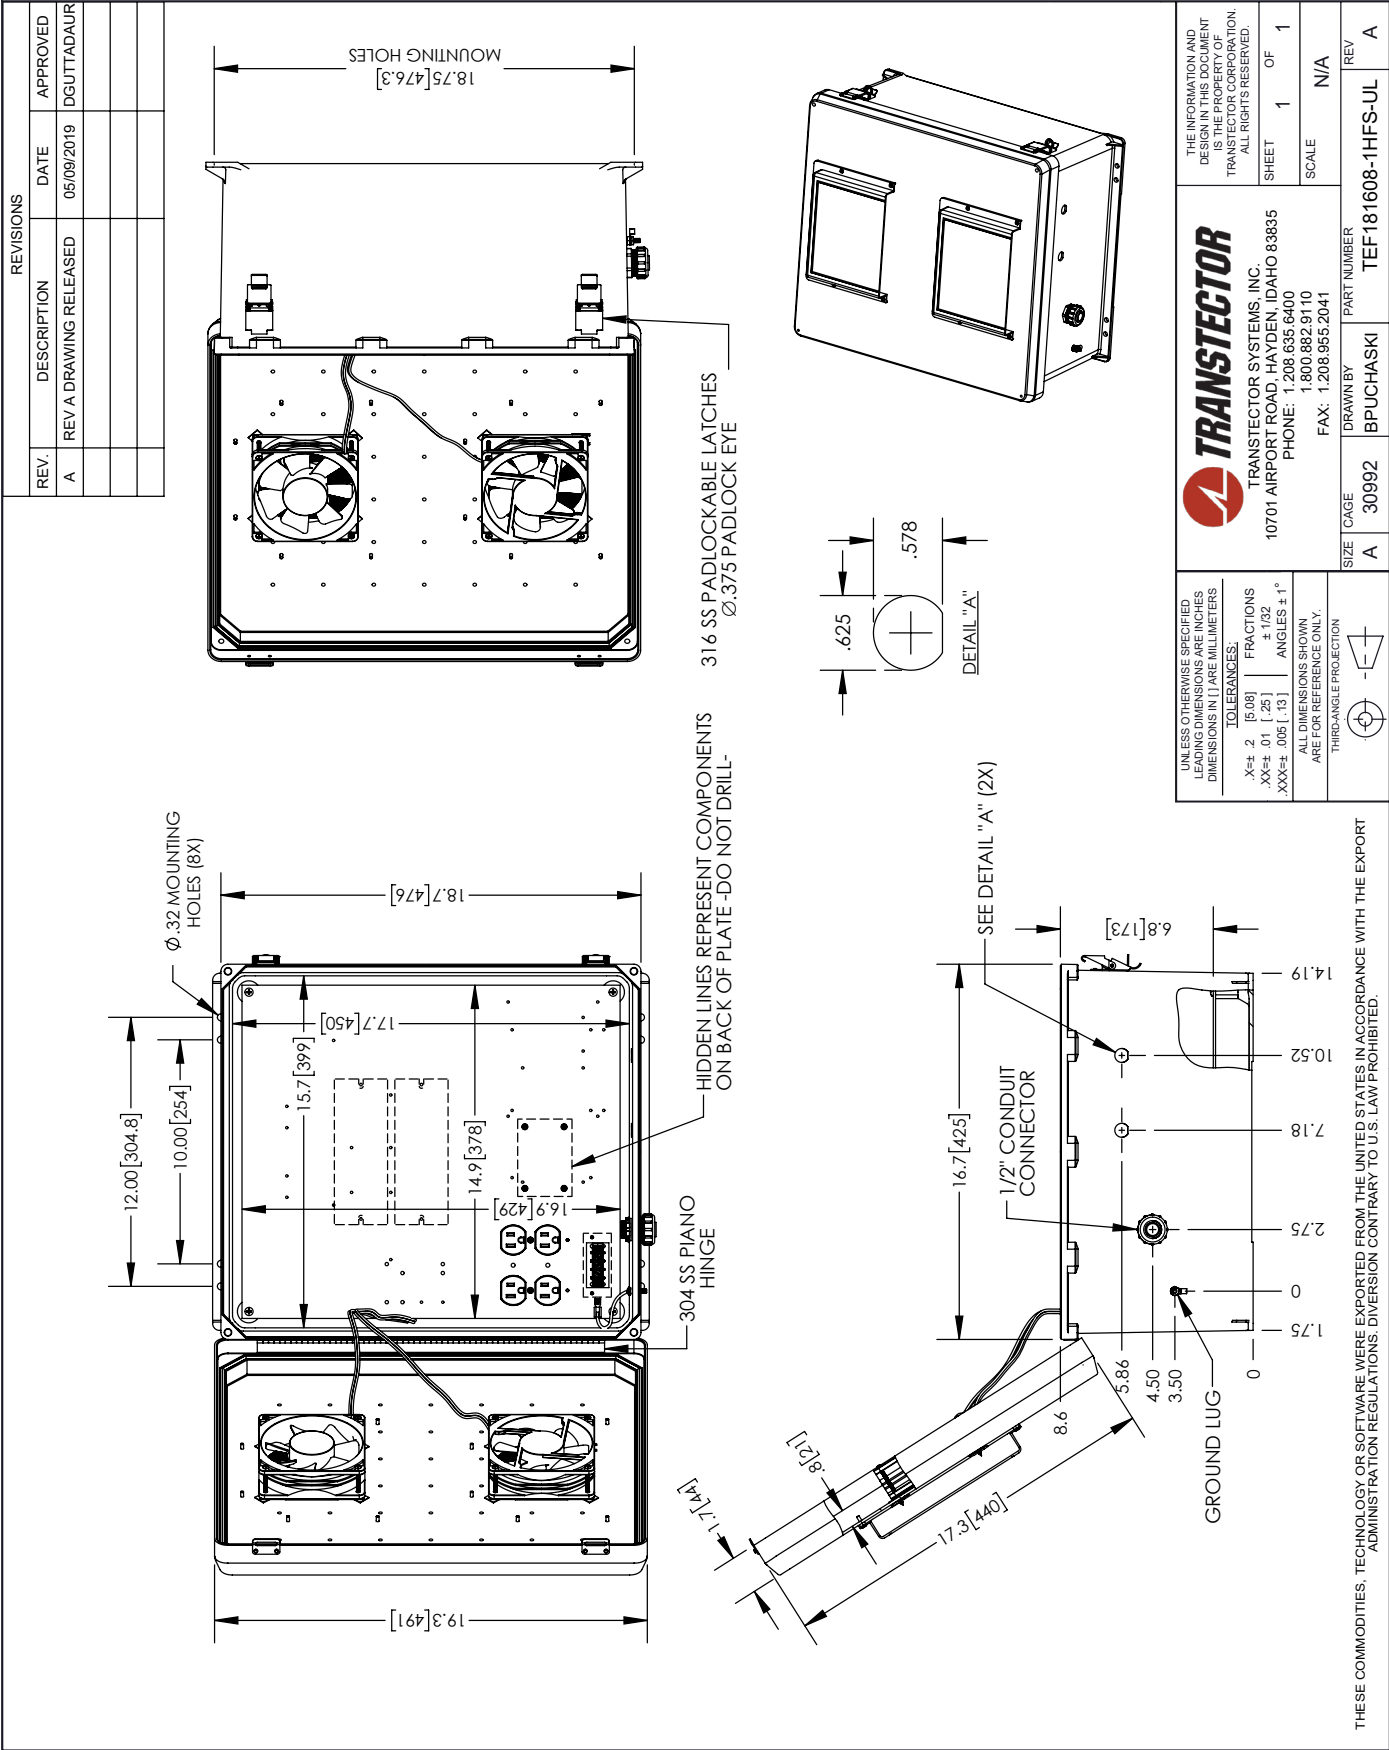 REVISIONS
REV. DESCRIPTION DATE APPROVED
A REV A DRAWING RELEASED 05/09/2019 DGUTTADAUR
12.00[304.8]
10.00[254]
Ø.32 MOUNTING
HOLES (8X)
19.3[491]
18.7[476]
17.7[450]
15.7[399]
14.9[378]
16.9[429]
304 SS PIANO
HINGE
HIDDEN LINES REPRESENT COMPONENTS
ON BACK OF PLATE -DO NOT DRILL-
18.75[476.3]
MOUNTING HOLES
316 SS PADLOCKABLE LATCHES
Ø.375 PADLOCK EYE
1.7[44]
.8[21]
17.3[440]
16.7[425]
6.8[173]
SEE DETAIL "A" (2X)
1/2" CONDUIT
CONNECTOR
8.6
5.86
4.50
3.50
0
GROUND LUG
1.75
0
2.75
7.18
10.52
14.19
.625
.578
DETAIL "A"
UNLESS OTHERWISE SPECIFIED
LEADING DIMENSIONS ARE INCHES
DIMENSIONS IN [ ] ARE MILLIMETERS
TOLERANCES:
.X=± .2 [5.08] FRACTIONS
.XX=± .01 [.25] ± 1/32
.XXX=± .005 [.13] ANGLES ± 1°
ALL DIMENSIONS SHOWN
ARE FOR REFERENCE ONLY.
THIRD-ANGLE PROJECTION
TRANSTECTOR
TRANSTECTOR SYSTEMS, INC.
10701 AIRPORT ROAD, HAYDEN, IDAHO 83835
PHONE: 1.208.635.6400
1.800.882.9110
FAX: 1.208.955.2041
THE INFORMATION AND
DESIGN IN THIS DOCUMENT
IS THE PROPERTY OF
TRANSTECTOR CORPORATION.
ALL RIGHTS RESERVED.
SHEET 1 OF 1
SCALE N/A
SIZE A
CAGE 30992
DRAWN BY BPUCHASKI
PART NUMBER TEF181608-1HFS-UL
REV A
THESE COMMODITIES, TECHNOLOGY OR SOFTWARE WERE EXPORTED FROM THE UNITED STATES IN ACCORDANCE WITH THE EXPORT
ADMINISTRATION REGULATIONS. DIVERSION CONTRARY TO U.S. LAW PROHIBITED.